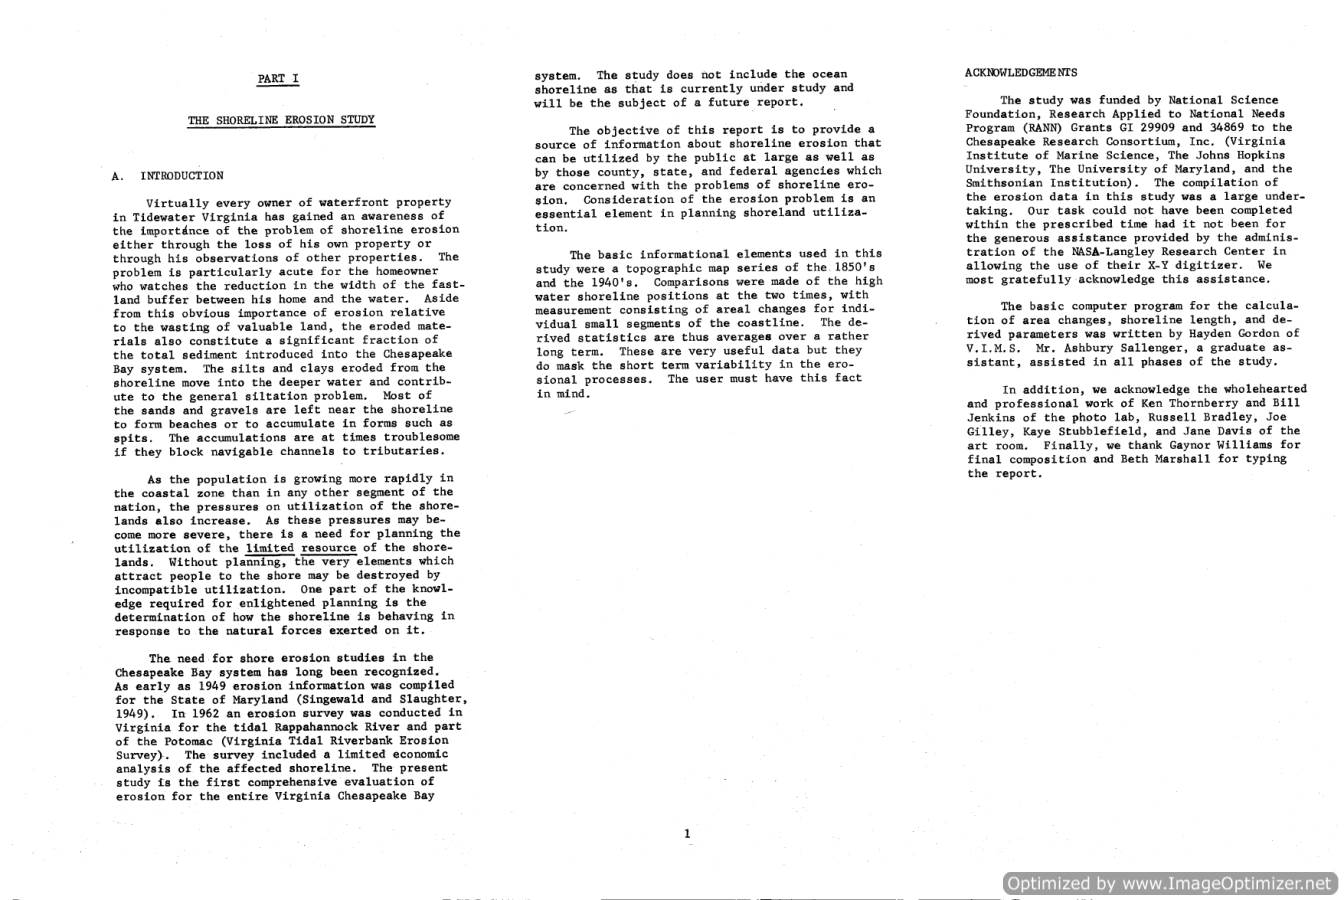 PART I
THE SHORELINE EROSION STUDY
A. INTRODUCTION
Virtually every owner of waterfront property
in Tidewater Virginia has gained an awareness of
the importance of the problem of shoreline erosion
either through the loss of his own property or
through his observations of other properties. The
problem is particularly acute for the homeowner
who watches the reduction in the width of the fast-
land buffer between his home and the water. Aside
from this obvious importance of erosion relative
to the wasting of valuable land, the eroded mate-
rials also constitute a significant fraction of
the total sediment introduced into the Chesapeake
Bay system. The silts and clays eroded from the
shoreline move into the deeper water and contrib-
ute to the general siltation problem. Most of
the sands and gravels are left near the shoreline
to form beaches or to accumulate in forms such as
spits. The accumulations are at times troublesome
if they block navigable channels to tributaries.
As the population is growing more rapidly in
the coastal zone than in any other segment of the
nation, the pressures on utilization of the shore-
lands also increase. As these pressures may be-
come more severe, there is a need for planning the
utilization of the limited resource of the shore-
lands. Without planning, the very elements which
attract people to the shore may be destroyed by
incompatible utilization. One part of the knowl-
edge required for enlightened planning is the
determination of how the shoreline is behaving in
response to the natural forces exerted on it.
The need for shore erosion studies in the
Chesapeake Bay system has long been recognized.
As early as 1949 erosion information was compiled
for the State of Maryland (Singewald and Slaughter,
1949). In 1962 an erosion survey was conducted in
Virginia for the tidal Rappahannock River and part
of the Potomac (Virginia Tidal Riverbank Erosion
Survey). The survey included a limited economic
analysis of the affected shoreline. The present
study is the first comprehensive evaluation of
erosion for the entire Virginia Chesapeake Bay
system. The study does not include the ocean
shoreline as that is currently under study and
will be the subject of a future report.
The objective of this report is to provide a
source of information about shoreline erosion that
can be utilized by the public at large as well as
by those county, state, and federal agencies which
are concerned with the problems of shoreline ero-
sion. Consideration of the erosion problem is an
essential element in planning shoreland utiliza-
tion.
The basic informational elements used in this
study were a topographic map series of the 1850's
and the 1940's. Comparisons were made of the high
water shoreline positions at the two times, with
measurement consisting of areal changes for indi-
vidual small segments of the coastline. The de-
rived statistics are thus averages over a rather
long term. These are very useful data but they
do mask the short term variability in the ero-
sional processes. The user must have this fact
in mind.
ACKNOWLEDGEMENTS
The study was funded by National Science
Foundation, Research Applied to National Needs
Program (RANN) Grants GI 29909 and 34869 to the
Chesapeake Research Consortium, Inc. (Virginia
Institute of Marine Science, The Johns Hopkins
University, The University of Maryland, and the
Smithsonian Institution). The compilation of
the erosion data in this study was a large under-
taking. Our task could not have been completed
within the prescribed time had it not been for
the generous assistance provided by the adminis-
tration of the NASA-Langley Research Center in
allowing the use of their X-Y digitizer. We
most gratefully acknowledge this assistance.
The basic computer program for the calcula-
tion of area changes, shoreline length, and de-
rived parameters was written by Hayden Gordon of
V.I.M.S. Mr. Ashbury Sallenger, a graduate as-
sistant, assisted in all phases of the study.
In addition, we acknowledge the wholehearted
and professional work of Ken Thornberry and Bill
Jenkins of the photo lab, Russell Bradley, Joe
Gilley, Kaye Stubblefield, and Jane Davis of the
art room. Finally, we thank Gaynor Williams for
final composition and Beth Marshall for typing
the report.
1
Optimized by www.ImageOptimizer.net